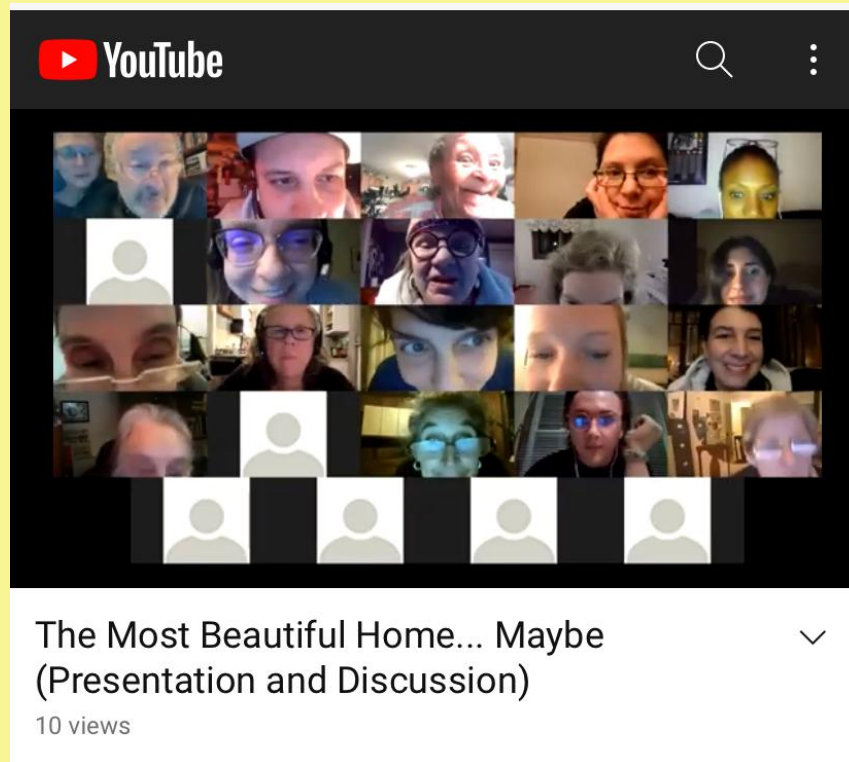 YouTube
The Most Beautiful Home... Maybe
(Presentation and Discussion)
10 views